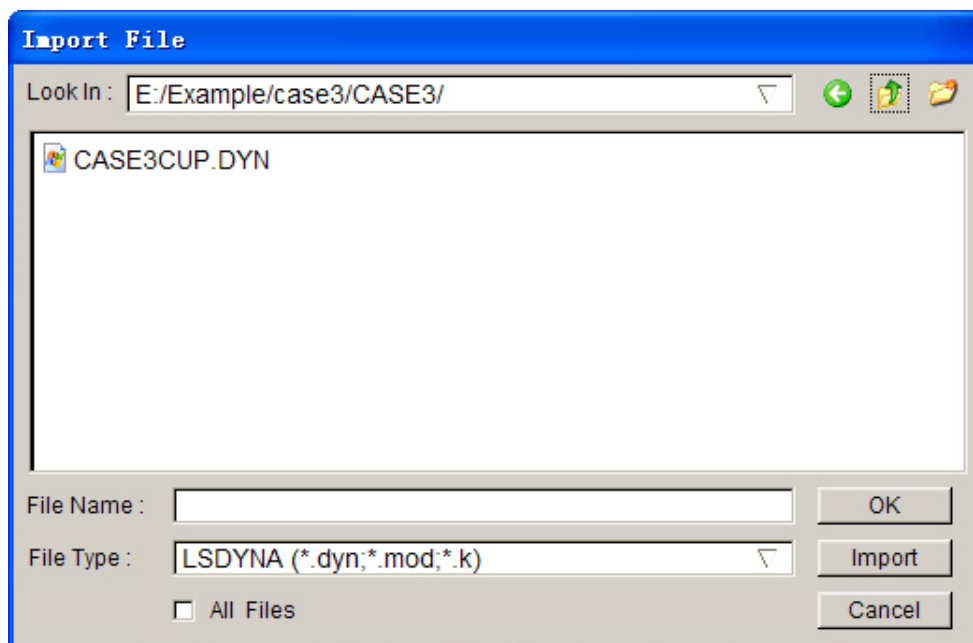 Import File
Look In : E:/Example/case3/CASE3/
CASE3CUP.DYN
File Name : OK
File Type : LSDYNA (*.dyn;*.mod;*.k) Import
All Files Cancel